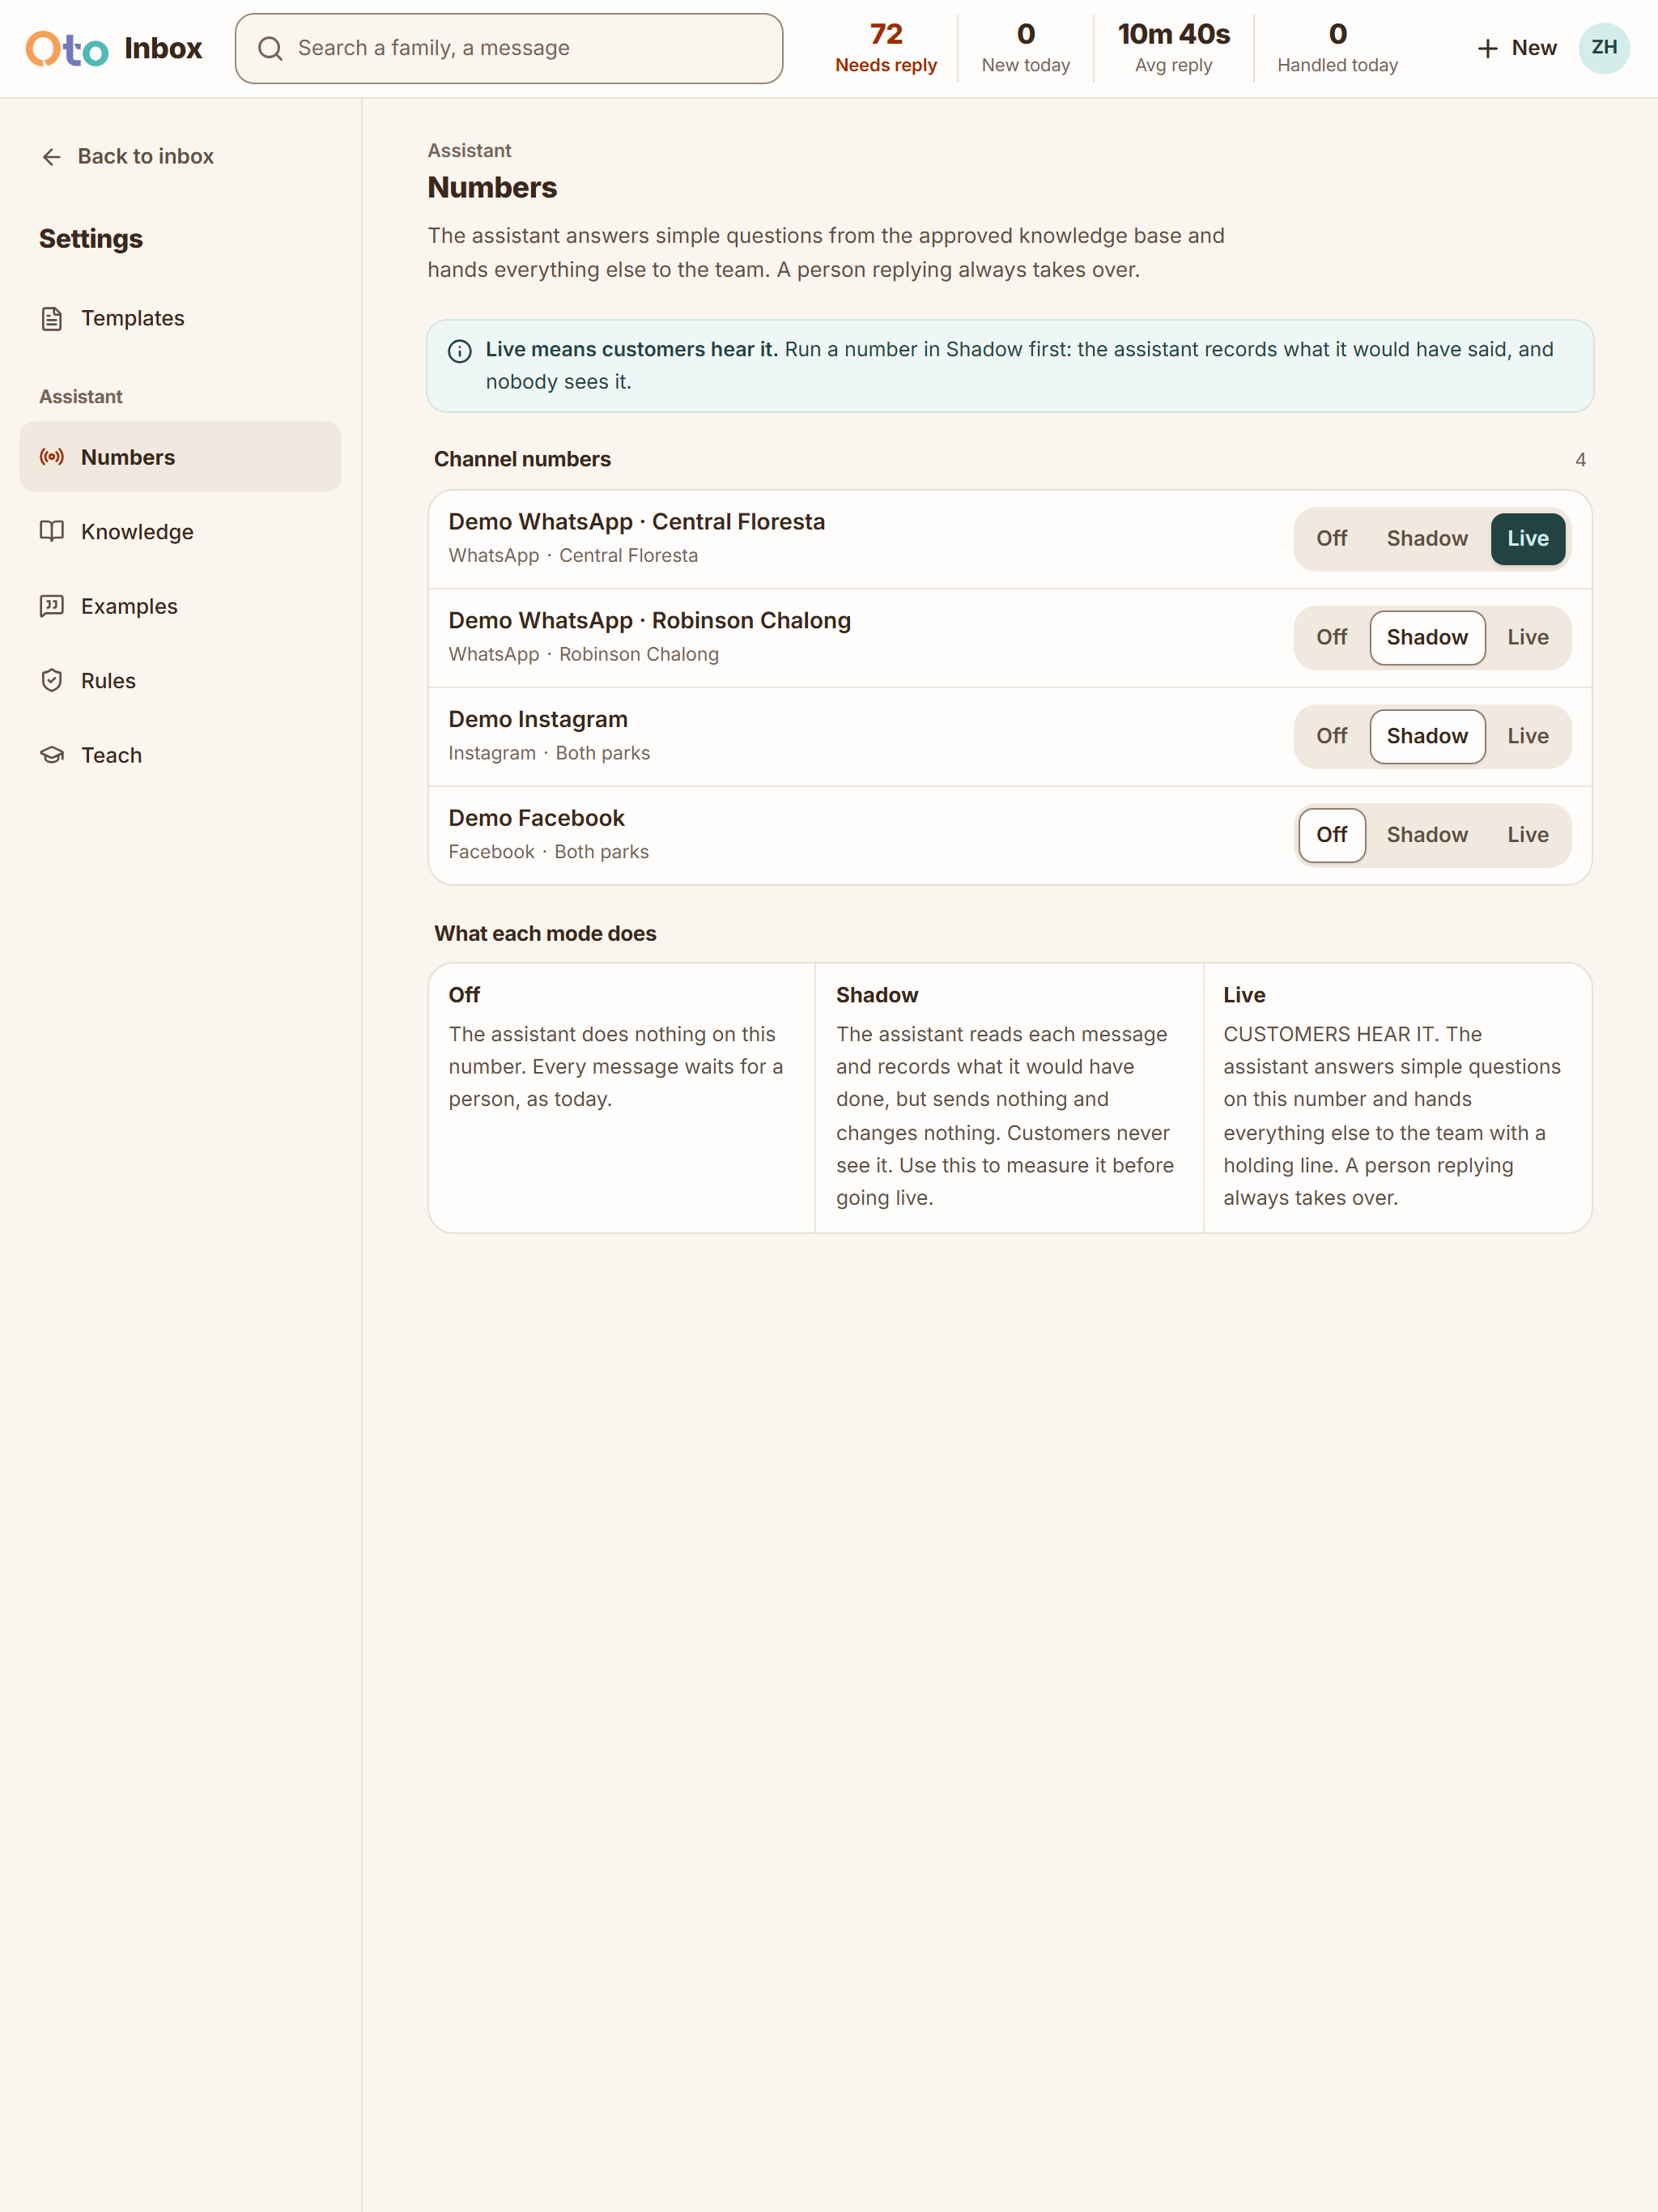 Oto Inbox
Search a family, a message
72
Needs reply
0
New today
10m 40s
Avg reply
0
Handled today
New
ZH
Back to inbox
Settings
Templates
Assistant
Numbers
Knowledge
Examples
Rules
Teach
Assistant
Numbers
The assistant answers simple questions from the approved knowledge base and
hands everything else to the team. A person replying always takes over.
Live means customers hear it. Run a number in Shadow first: the assistant records what it would have said, and
nobody sees it.
Channel numbers
4
Demo WhatsApp · Central Floresta
WhatsApp · Central Floresta
Off Shadow Live
Demo WhatsApp · Robinson Chalong
WhatsApp · Robinson Chalong
Off Shadow Live
Demo Instagram
Instagram · Both parks
Off Shadow Live
Demo Facebook
Facebook · Both parks
Off Shadow Live
What each mode does
Off
The assistant does nothing on this
number. Every message waits for a
person, as today.
Shadow
The assistant reads each message
and records what it would have
done, but sends nothing and
changes nothing. Customers never
see it. Use this to measure it before
going live.
Live
CUSTOMERS HEAR IT. The
assistant answers simple questions
on this number and hands
everything else to the team with a
holding line. A person replying
always takes over.